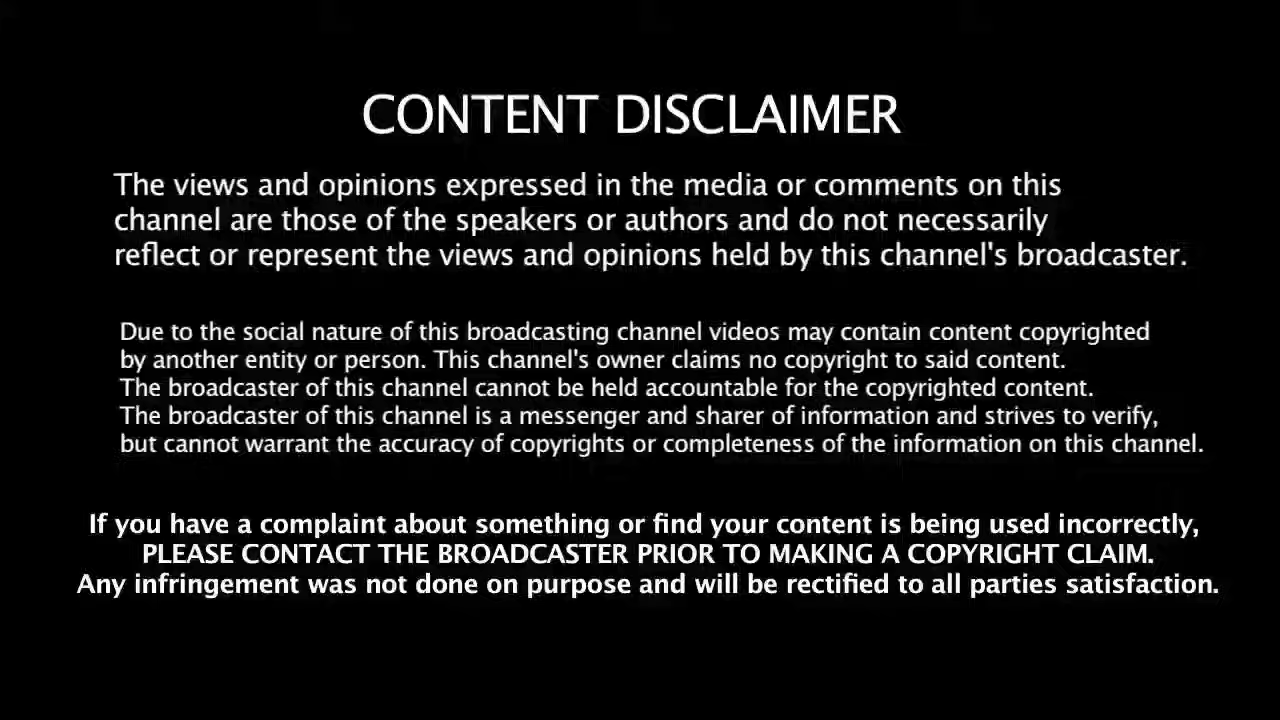 CONTENT DISCLAIMER
The views and opinions expressed in the media or comments on this
channel are those of the speakers or authors and do not necessarily
reflect or represent the views and opinions held by this channel's broadcaster.
Due to the social nature of this broadcasting channel videos may contain content copyrighted
by another entity or person. This channel's owner claims no copyright to said content.
The broadcaster of this channel cannot be held accountable for the copyrighted content.
The broadcaster of this channel is a messenger and sharer of information and strives to verify,
but cannot warrant the accuracy of copyrights or completeness of the information on this channel.
If you have a complaint about something or find your content is being used incorrectly,
PLEASE CONTACT THE BROADCASTER PRIOR TO MAKING A COPYRIGHT CLAIM.
Any infringement was not done on purpose and will be rectified to all parties satisfaction.